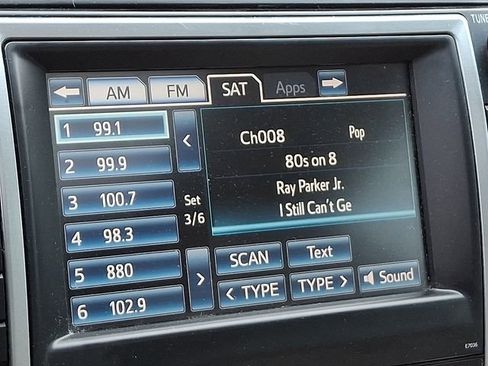 TUNE
AM
FM
SAT
Apps
1 99.1
2 99.9
3 100.7
4 98.3
5 880
6 102.9
<
Set
3/6
>
Ch008 Pop
80s on 8
Ray Parker Jr.
I Still Can't Ge
SCAN
Text
< TYPE
TYPE >
Sound
E7036